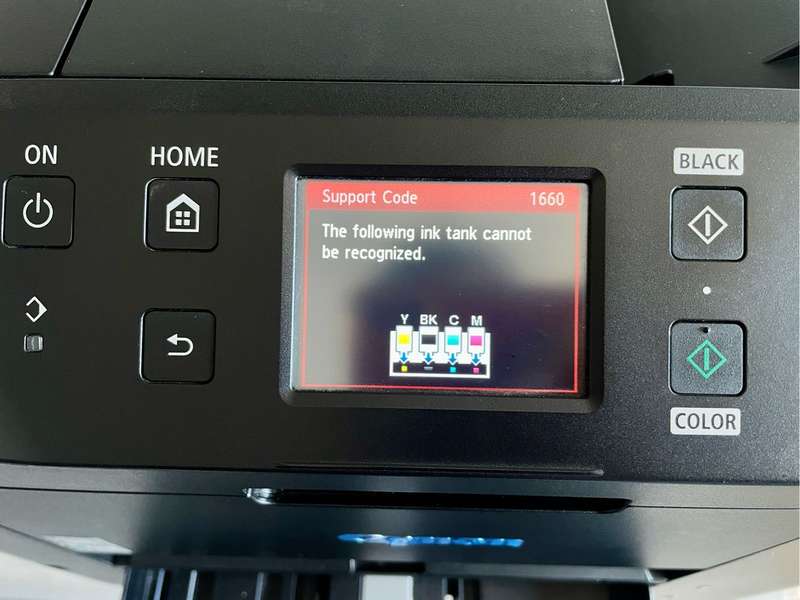 ON
HOME
BLACK
Support Code 1660
The following ink tank cannot
be recognized.
Y BK C M
COLOR